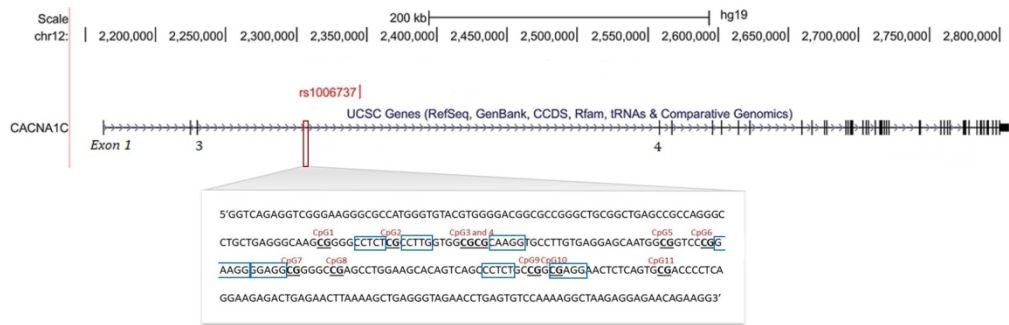 Scale 200 kb hg19
chr12: 2,200,000 2,250,000 2,300,000 2,350,000 2,400,000 2,450,000 2,500,000 2,550,000 2,600,000 2,650,000 2,700,000 2,750,000 2,800,000
rs1006737
UCSC Genes (RefSeq, GenBank, CCDS, Rfam, tRNAs & Comparative Genomics)
CACNA1C
Exon 1 3 4
5'GGTCAGAGGTCGGGAAGGGCGCCATGGGTGTACGTGGGGACGGCGCCGGGCTGCGGCTGAGCCGCCAGGGC
CpG1 CpG2 CpG3 and 4 CpG5 CpG6
CTGCTGAGGGCAAGCGGGGCCTCTCGCCTTGGTGGCGCGCAAGGTGCCTTGTGAGGAGCAATGGCGGTCCCGG
CpG7 CpG8 CpG9 CpG10 CpG11
AAGGGGAGGCGGGGCCGAGCCTGGAAGCACAGTCAGCCCTCTGCCGGCGAGGAACTCTCAGTGCGACCCCTCA
GGAAGAGACTGAGAACTTAAAAGCTGAGGGTAGAACCTGAGTGTCCAAAAGGCTAAGAGGAGAACAGAAGG3'